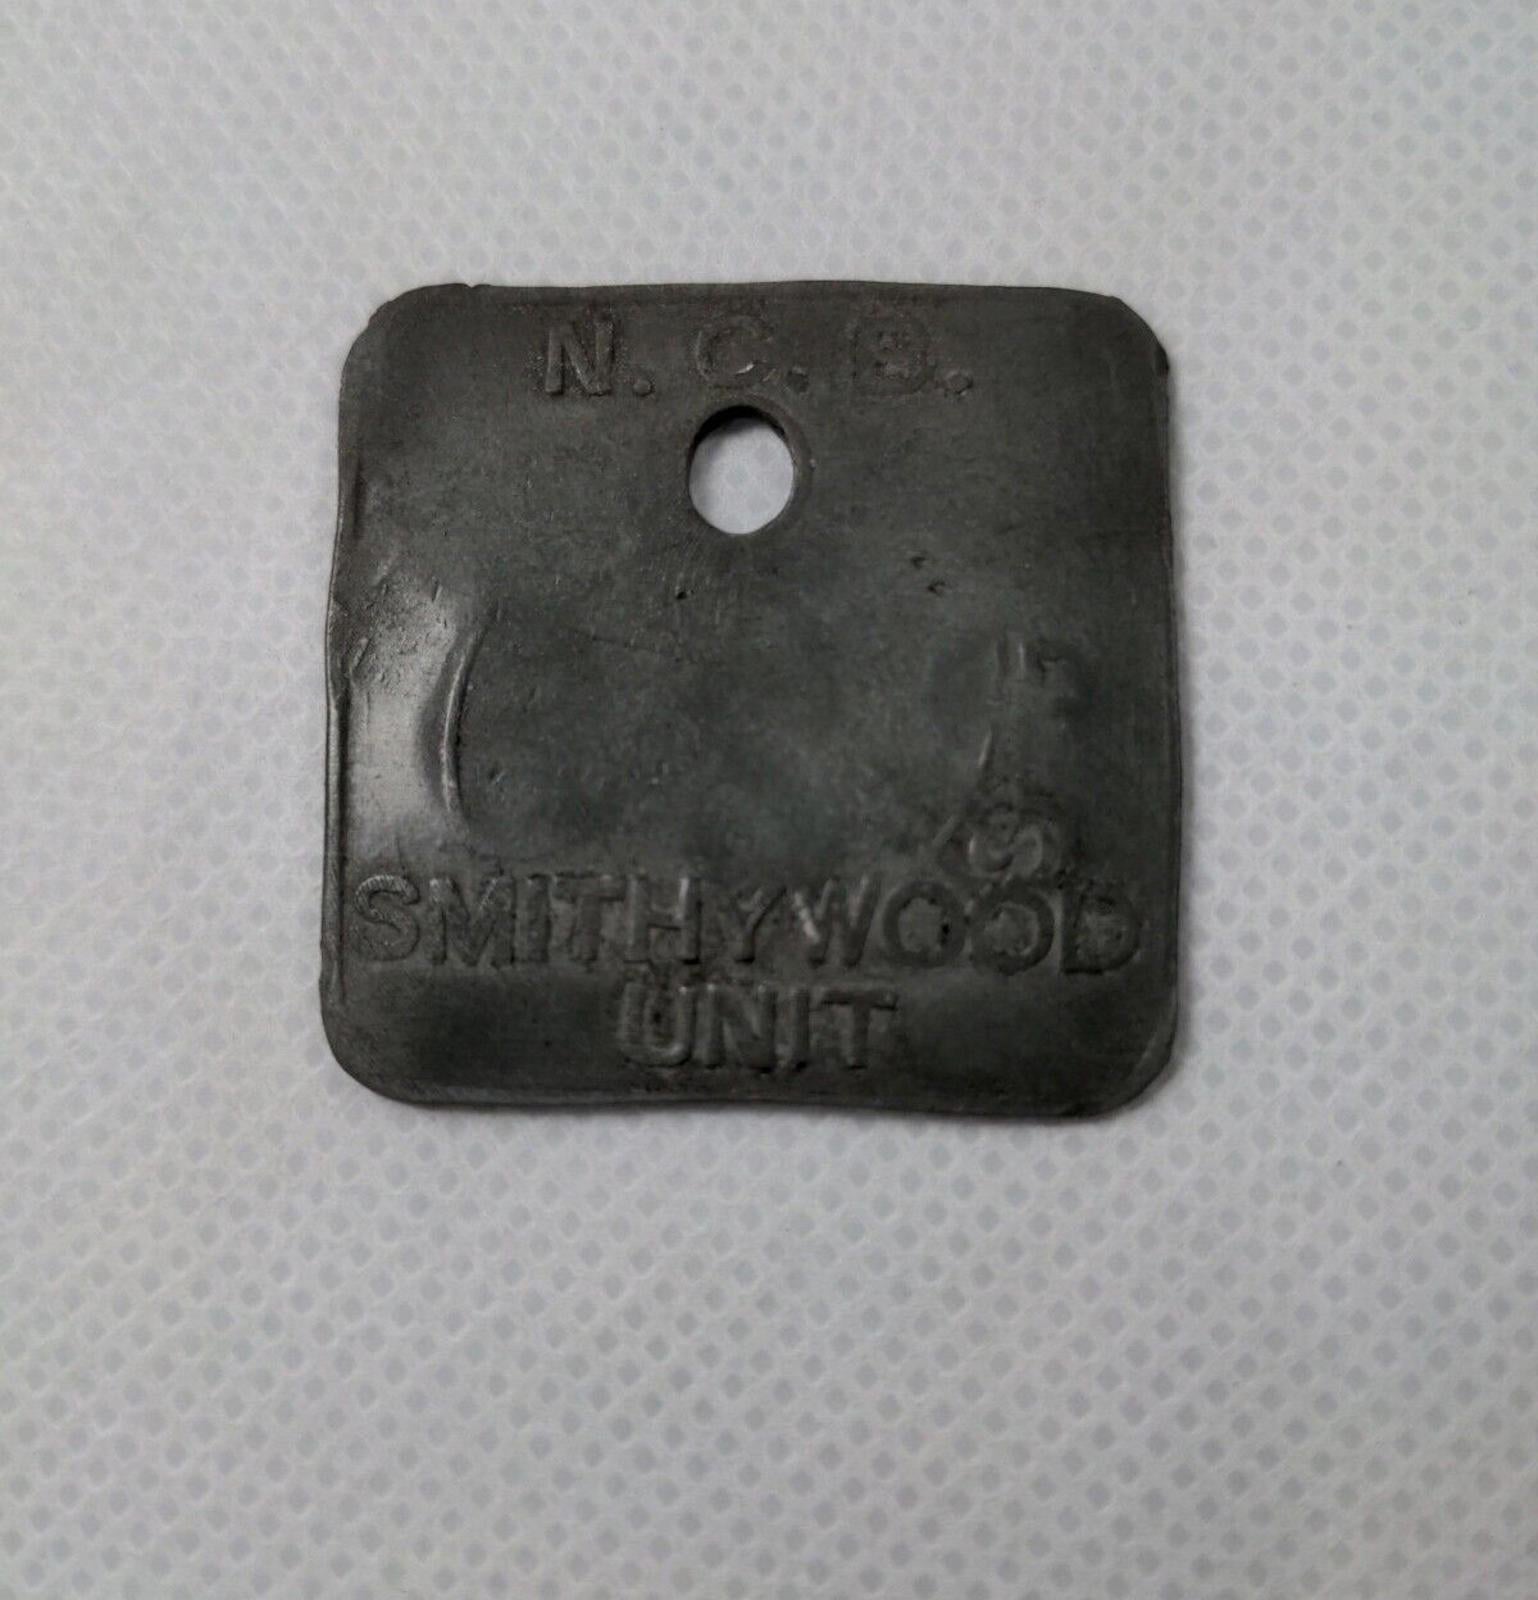 N. C. B.
SMITHYWOOD
UNIT